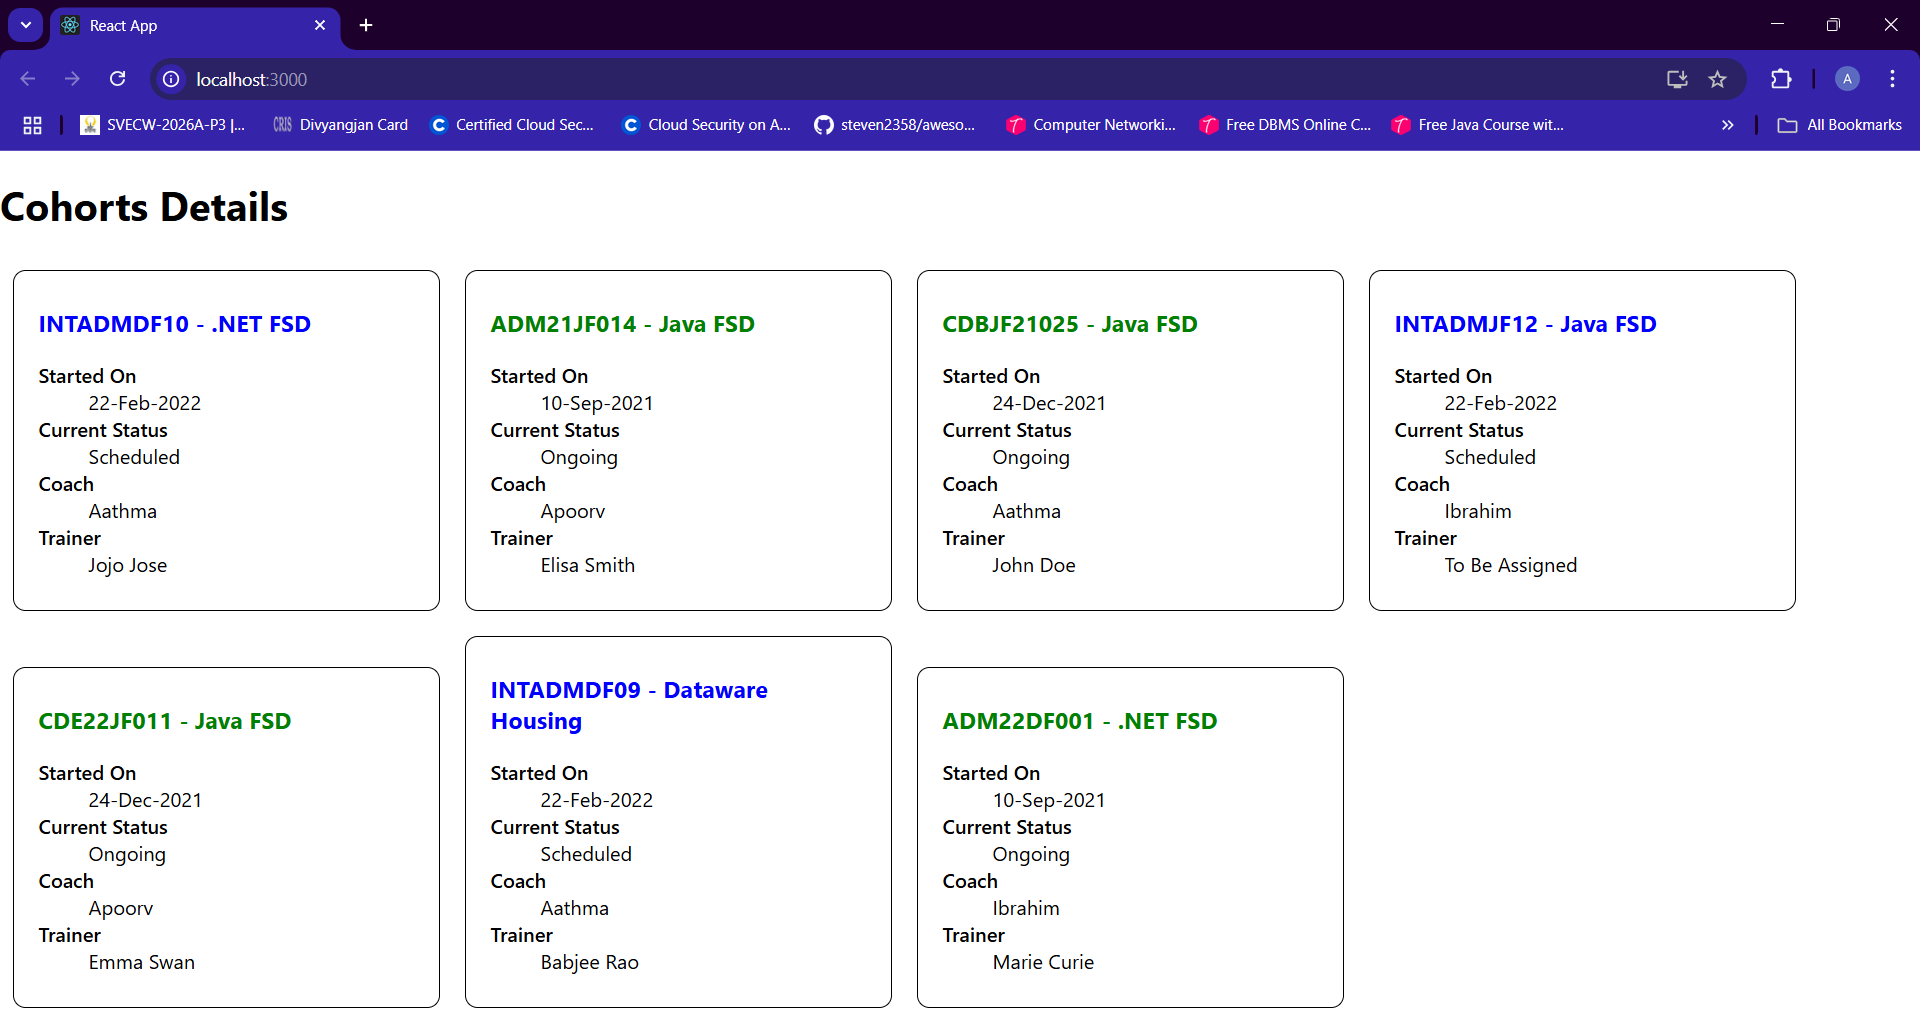 React App
localhost:3000
A
SVECW-2026A-P3 |...
CRIS Divyangjan Card
Certified Cloud Sec...
Cloud Security on A...
steven2358/aweso...
Computer Networki...
Free DBMS Online C...
Free Java Course wit...
All Bookmarks
Cohorts Details
INTADMDF10 - .NET FSD
Started On
22-Feb-2022
Current Status
Scheduled
Coach
Aathma
Trainer
Jojo Jose
ADM21JF014 - Java FSD
Started On
10-Sep-2021
Current Status
Ongoing
Coach
Apoorv
Trainer
Elisa Smith
CDBJF21025 - Java FSD
Started On
24-Dec-2021
Current Status
Ongoing
Coach
Aathma
Trainer
John Doe
INTADMJF12 - Java FSD
Started On
22-Feb-2022
Current Status
Scheduled
Coach
Ibrahim
Trainer
To Be Assigned
CDE22JF011 - Java FSD
Started On
24-Dec-2021
Current Status
Ongoing
Coach
Apoorv
Trainer
Emma Swan
INTADMDF09 - Dataware
Housing
Started On
22-Feb-2022
Current Status
Scheduled
Coach
Aathma
Trainer
Babjee Rao
ADM22DF001 - .NET FSD
Started On
10-Sep-2021
Current Status
Ongoing
Coach
Ibrahim
Trainer
Marie Curie